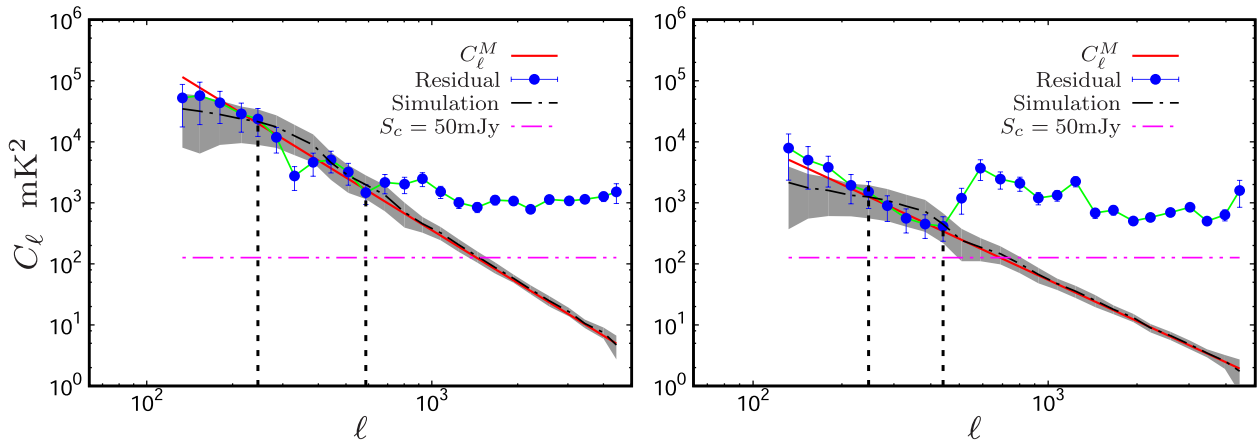 10^6
10^5
10^4
10^3
10^2
10^1
10^0
C_ℓ mK^2
C_ℓ^M
Residual
Simulation
S_c = 50mJy
10^2
10^3
ℓ
10^6
10^5
10^4
10^3
10^2
10^1
10^0
C_ℓ^M
Residual
Simulation
S_c = 50mJy
10^2
10^3
ℓ